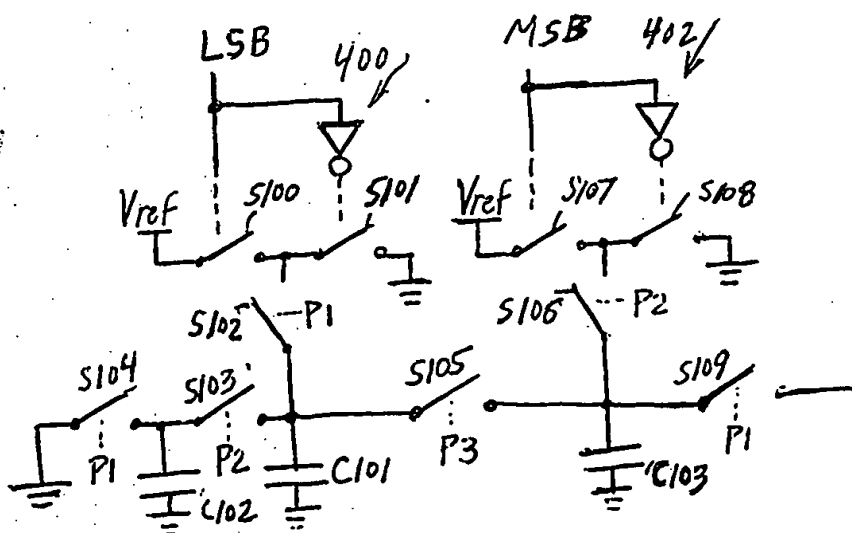 LSB
400
MSB
402
Vref
S100
S101
Vref
S107
S108
S102
P1
S106
P2
S104
S103
S105
S109
P1
P2
P3
P1
C102
C101
C103